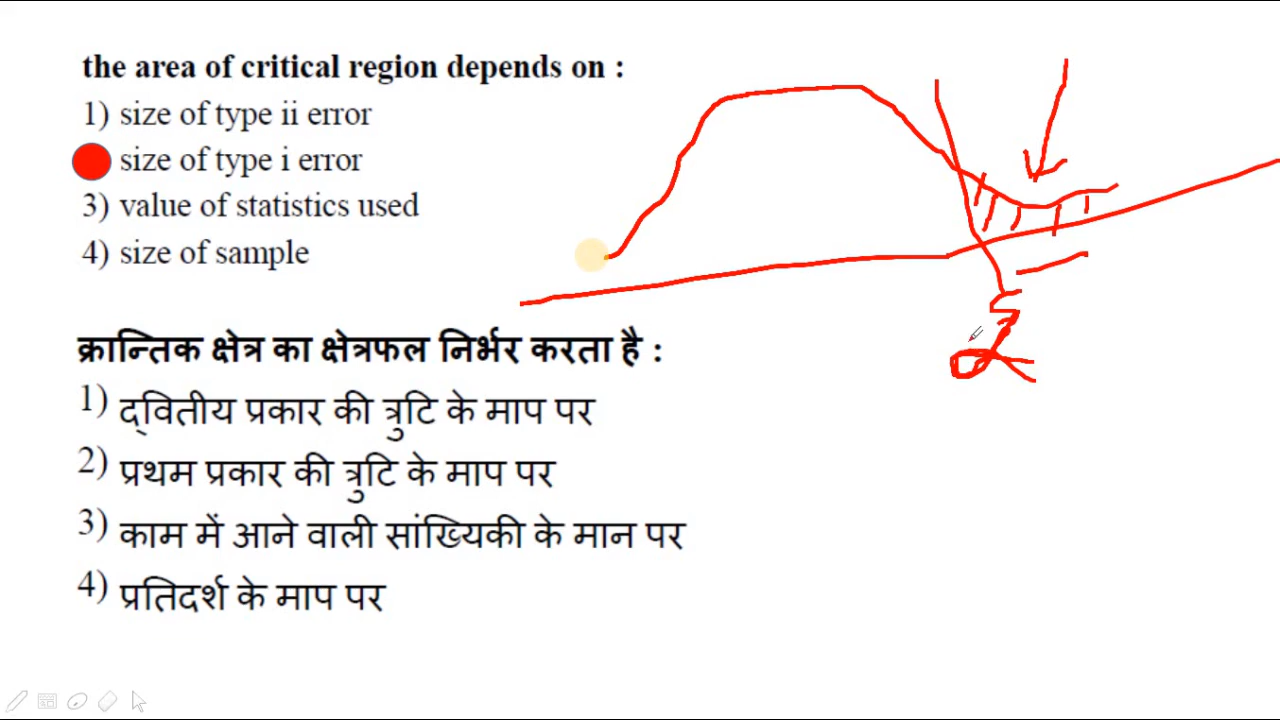 the area of critical region depends on :
1) size of type ii error
size of type i error
3) value of statistics used
4) size of sample
क्रान्तिक क्षेत्र का क्षेत्रफल निर्भर करता है :
1) द्वितीय प्रकार की त्रुटि के माप पर
2) प्रथम प्रकार की त्रुटि के माप पर
3) काम में आने वाली सांख्यिकी के मान पर
4) प्रतिदर्श के माप पर